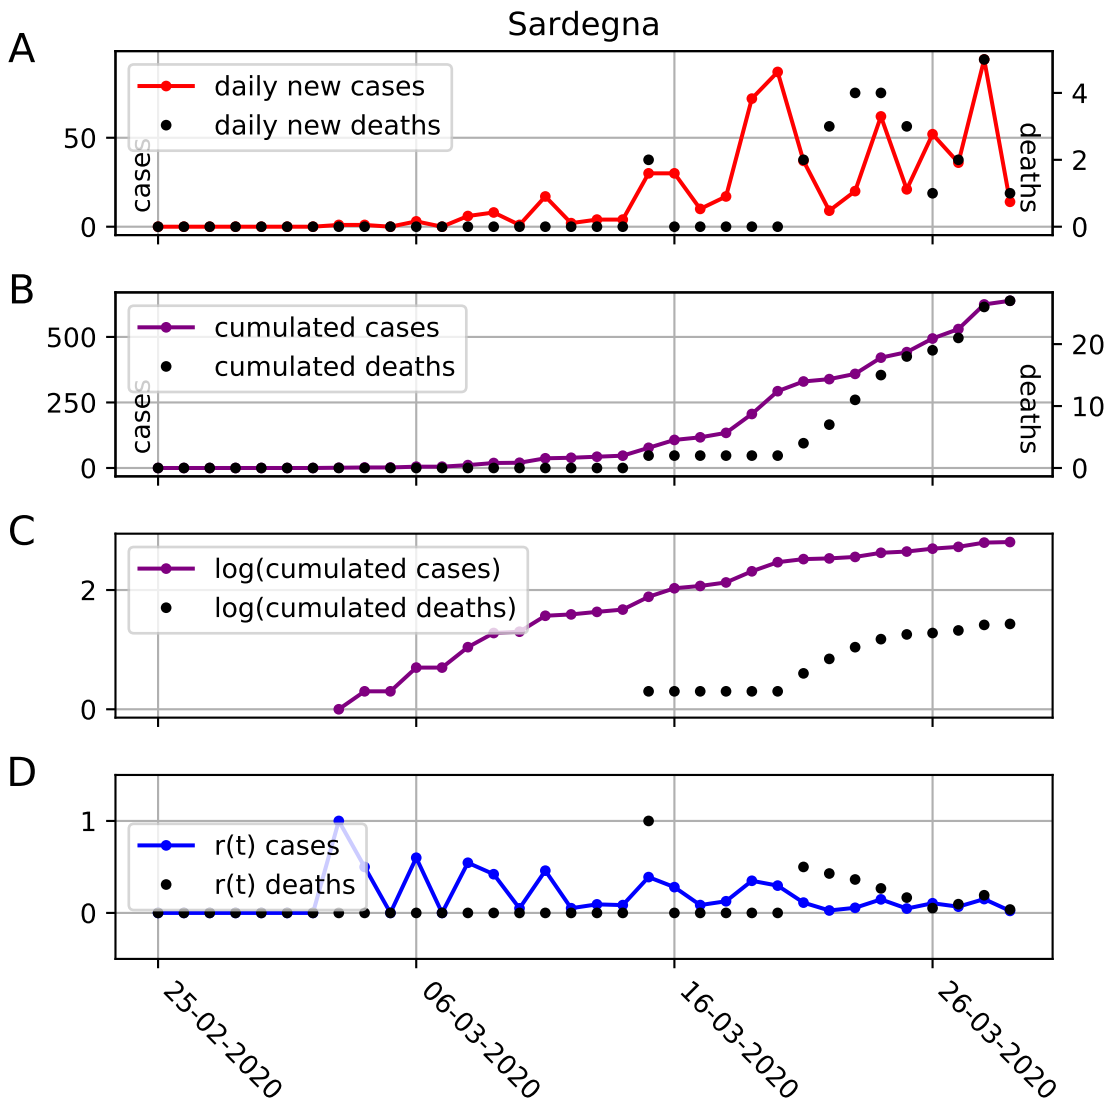 Sardegna
A
daily new cases
daily new deaths
50
0
cases
4
2
0
deaths
B
cumulated cases
cumulated deaths
500
250
0
cases
20
10
0
deaths
C
log(cumulated cases)
log(cumulated deaths)
2
0
D
r(t) cases
r(t) deaths
1
0
25-02-2020
06-03-2020
16-03-2020
26-03-2020